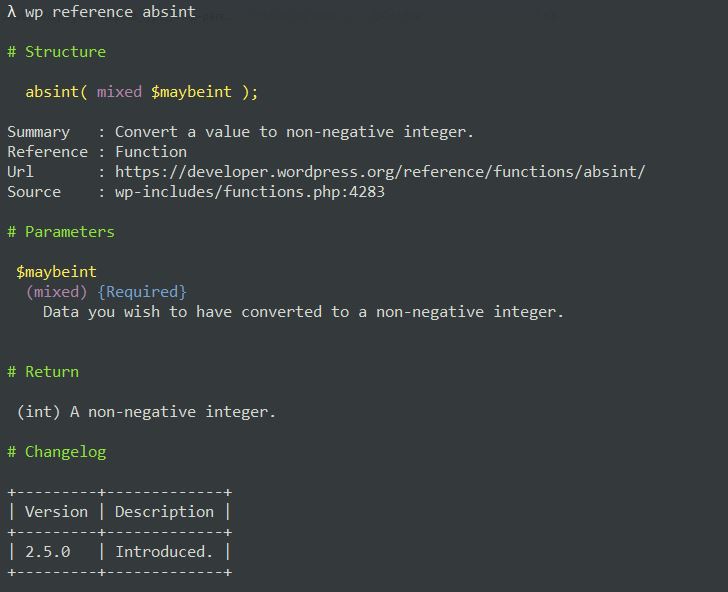 λ wp reference absint
# Structure
absint( mixed $maybeint );
Summary : Convert a value to non-negative integer.
Reference : Function
Url : https://developer.wordpress.org/reference/functions/absint/
Source : wp-includes/functions.php:4283
# Parameters
$maybeint
(mixed) {Required}
Data you wish to have converted to a non-negative integer.
# Return
(int) A non-negative integer.
# Changelog
+---------+-------------+
| Version | Description |
+---------+-------------+
| 2.5.0 | Introduced. |
+---------+-------------+